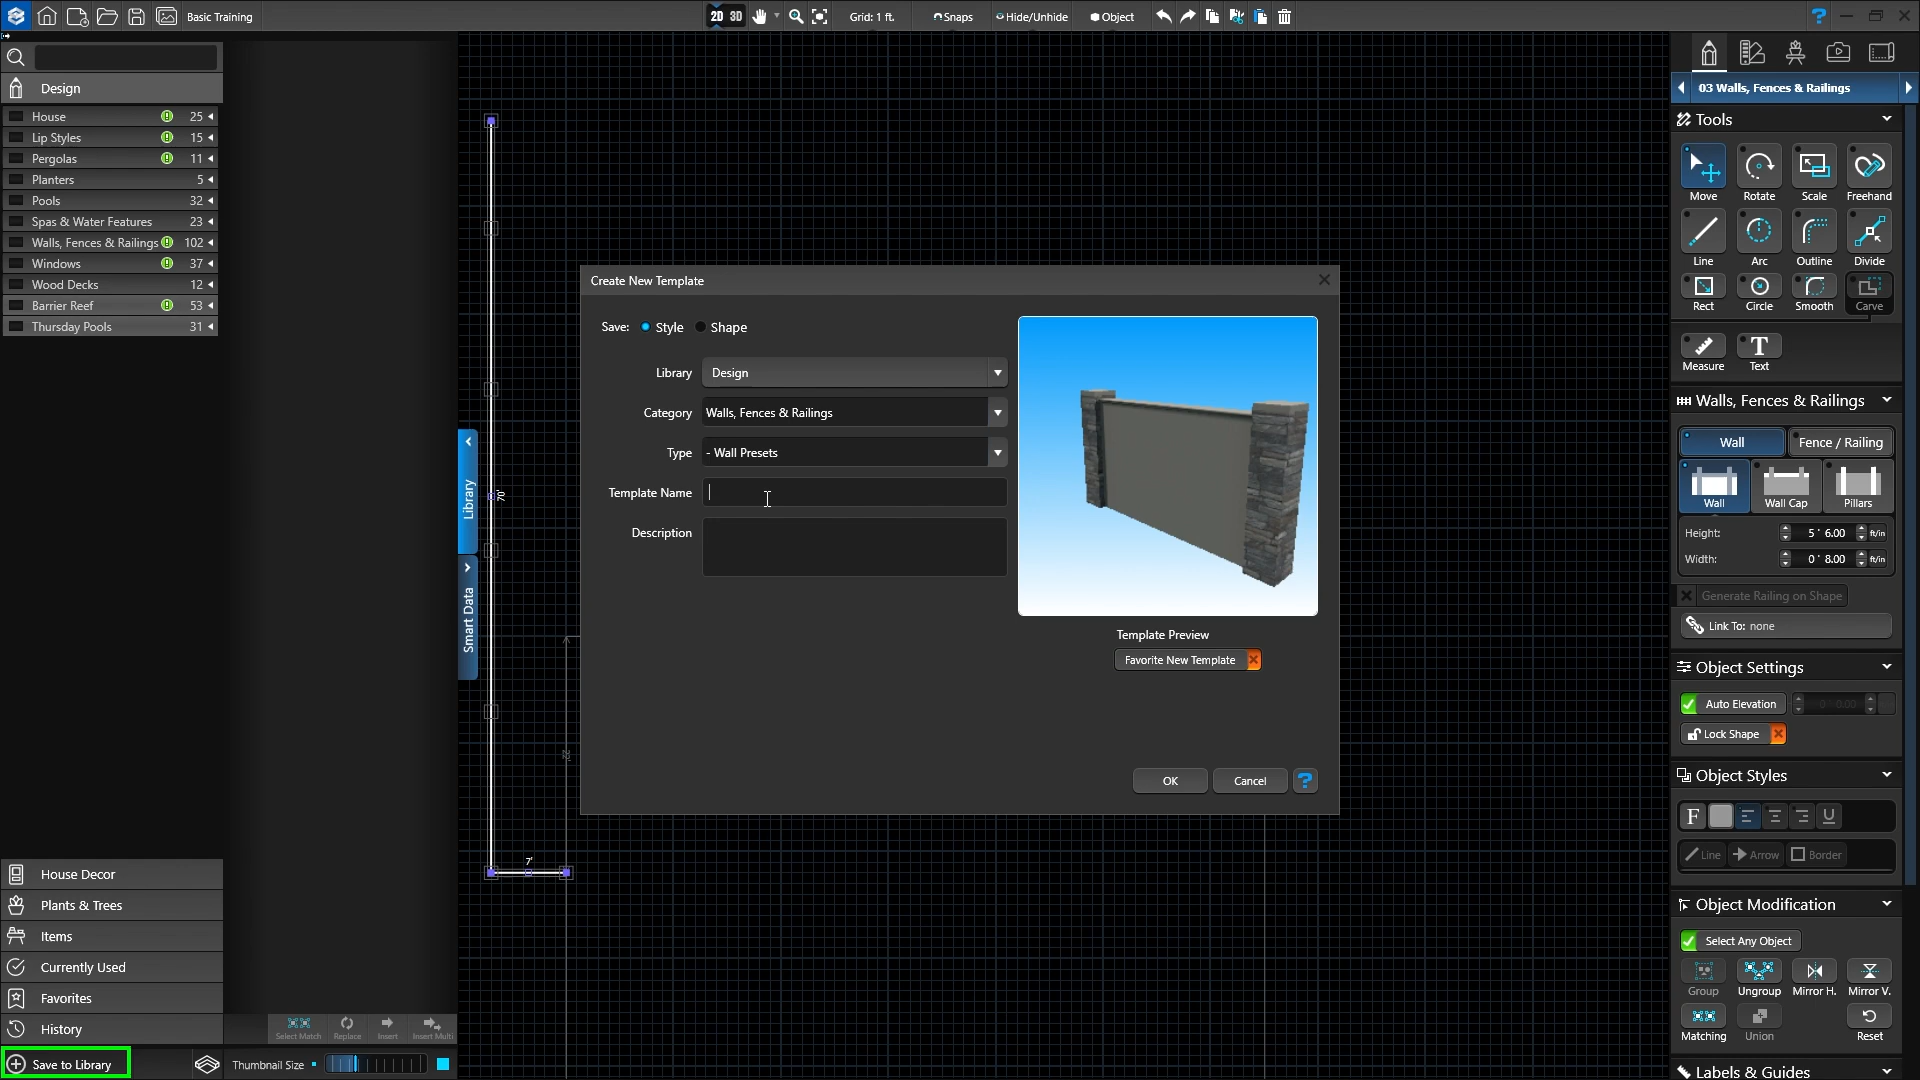 Basic Training
2D 3D
Grid: 1 ft.
Snaps
Hide/Unhide
Object
?
Design
House 25
Lip Styles 15
Pergolas 11
Planters 5
Pools 32
Spas & Water Features 23
Walls, Fences & Railings 102
Windows 37
Wood Decks 12
Barrier Reef 53
Thursday Pools 31
House Decor
Plants & Trees
Items
Currently Used
Favorites
History
Save to Library
Select Match
Replace
Insert
Insert Multi
Thumbnail Size
Library
Smart Data
70'
7'
22'
Create New Template
Save: Style Shape
Library Design
Category Walls, Fences & Railings
Type - Wall Presets
Template Name
Description
Template Preview
Favorite New Template
OK
Cancel
?
03 Walls, Fences & Railings
Tools
Move Rotate Scale Freehand
Line Arc Outline Divide
Rect Circle Smooth Carve
T
Measure Text
Walls, Fences & Railings
Wall Fence / Railing
Wall Wall Cap Pillars
Height: 5 ' 6.00 ft/in
Width: 0 ' 8.00 ft/in
Generate Railing on Shape
Link To: none
Object Settings
Auto Elevation 0 ' 0.00
Lock Shape
Object Styles
F U
Line Arrow Border
Object Modification
Select Any Object
Group Ungroup Mirror H. Mirror V.
Matching Union Reset
Labels & Guides